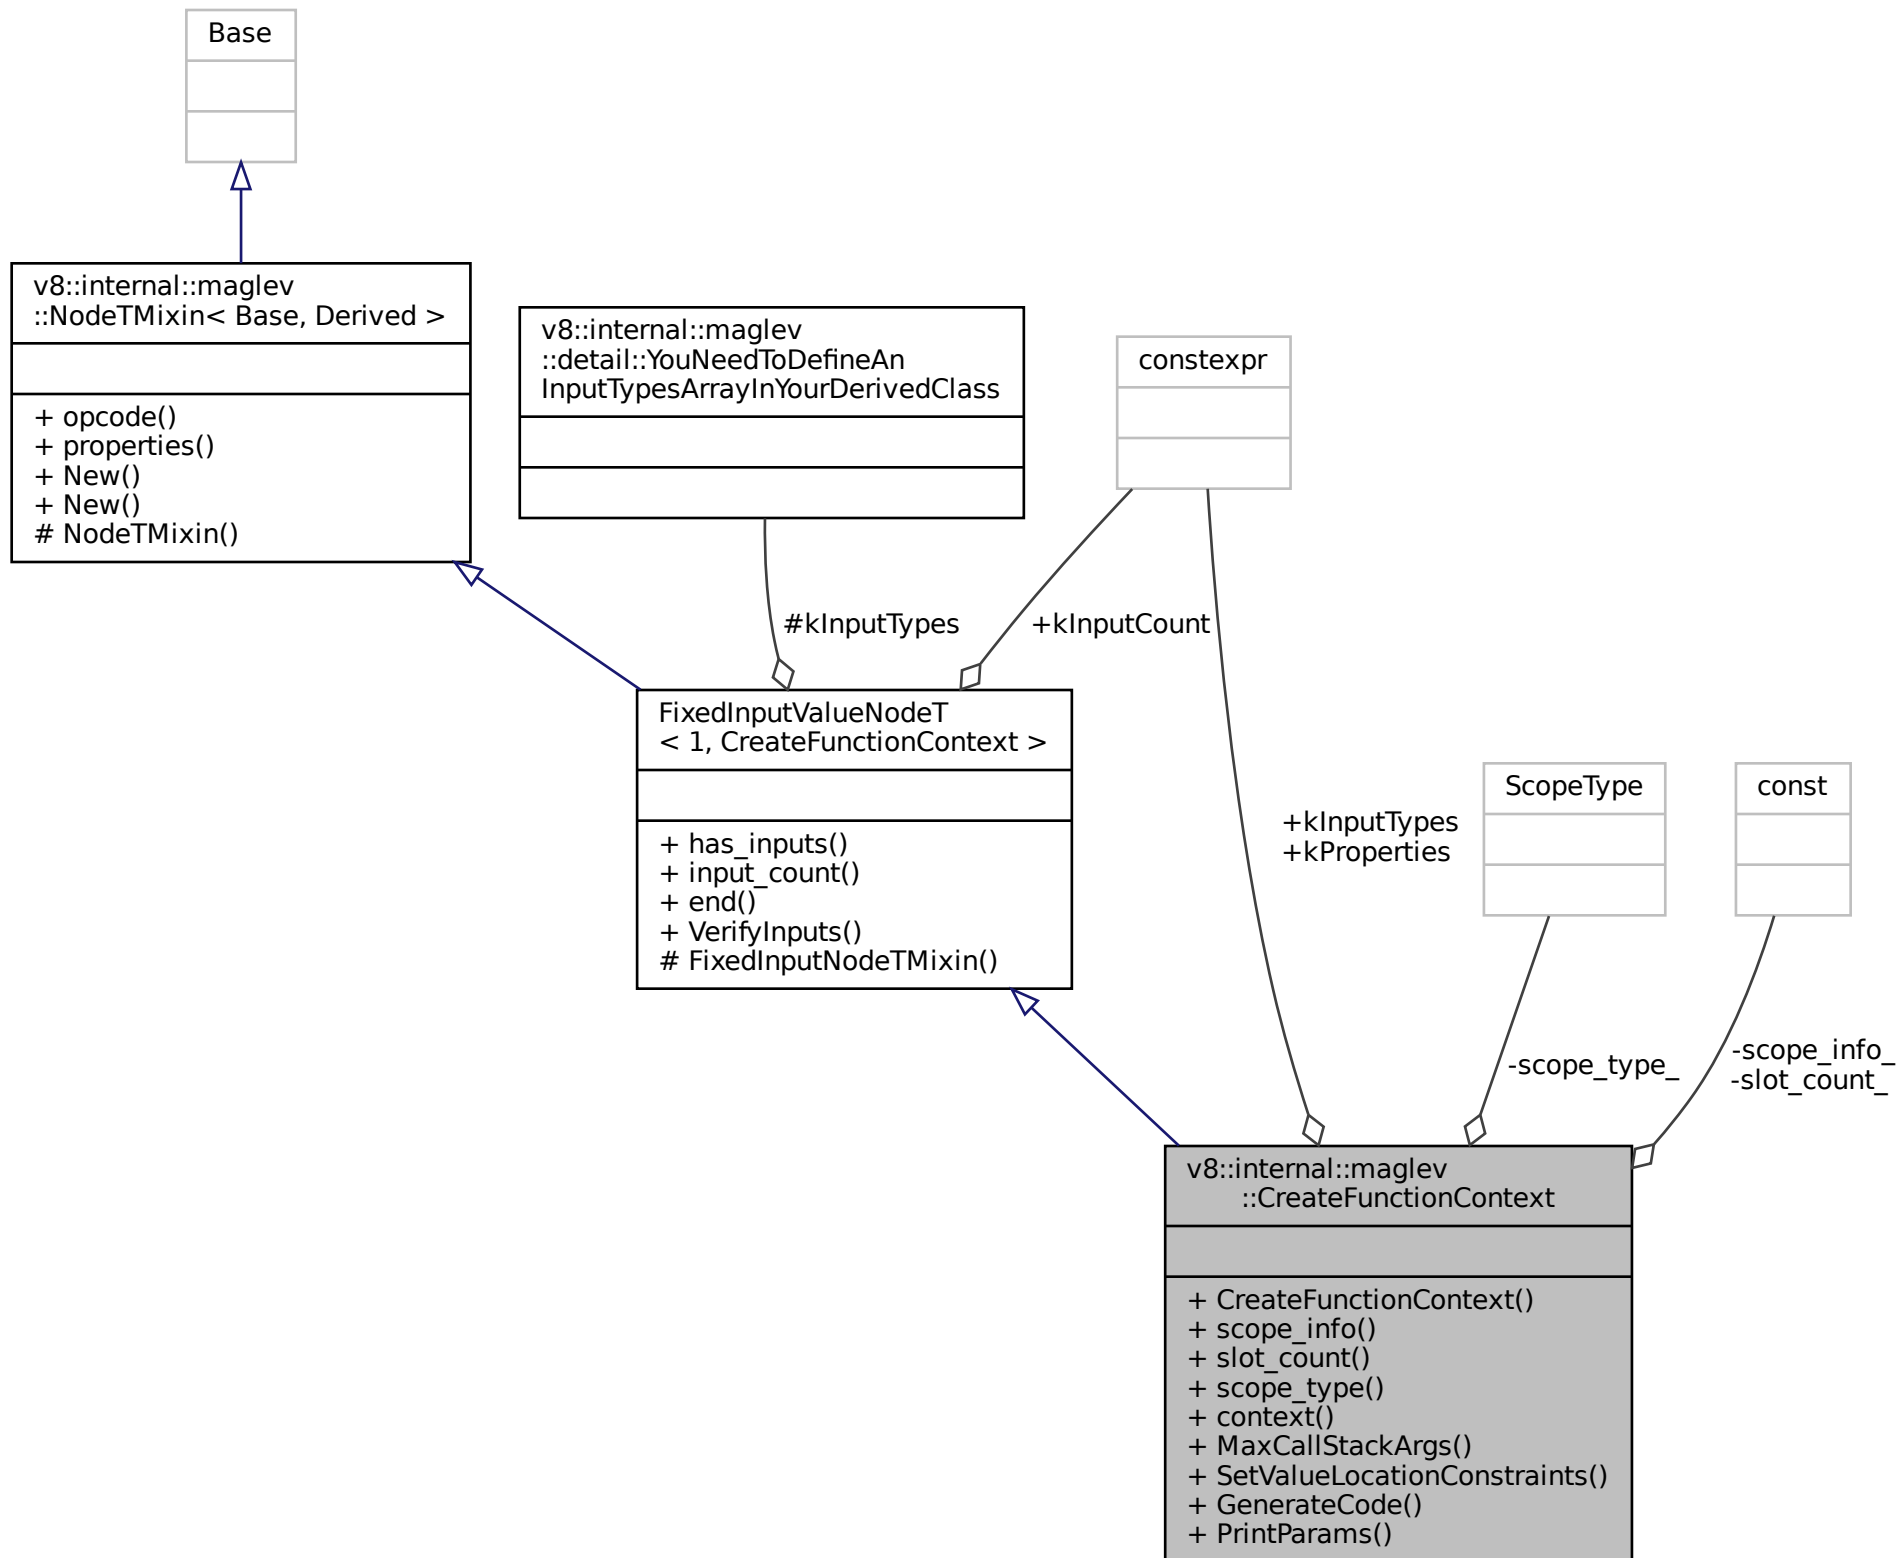 Base
v8::internal::maglev
::NodeTMixin< Base, Derived >
+ opcode()
+ properties()
+ New()
+ New()
# NodeTMixin()
v8::internal::maglev
::detail::YouNeedToDefineAn
InputTypesArrayInYourDerivedClass
constexpr
#kInputTypes
+kInputCount
FixedInputValueNodeT
< 1, CreateFunctionContext >
+ has_inputs()
+ input_count()
+ end()
+ VerifyInputs()
# FixedInputNodeTMixin()
+kInputTypes
+kProperties
ScopeType
const
-scope_type_
-scope_info_
-slot_count_
v8::internal::maglev
::CreateFunctionContext
+ CreateFunctionContext()
+ scope_info()
+ slot_count()
+ scope_type()
+ context()
+ MaxCallStackArgs()
+ SetValueLocationConstraints()
+ GenerateCode()
+ PrintParams()